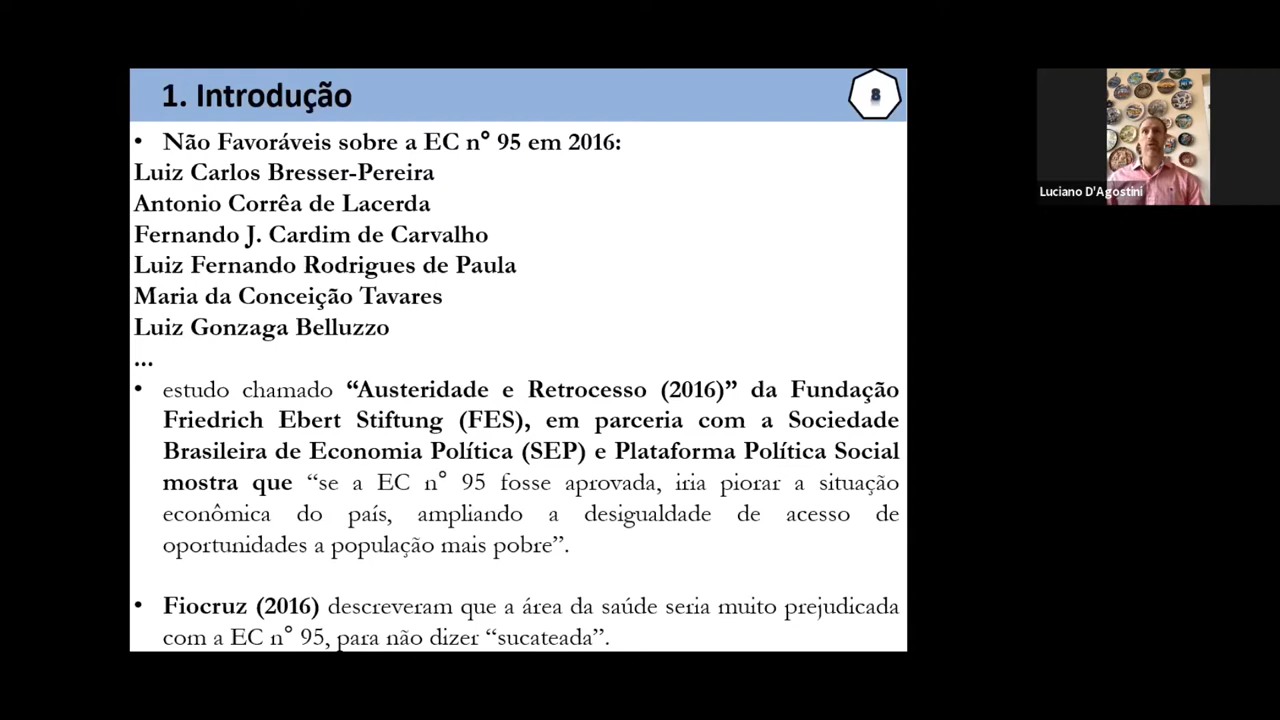 1. Introdução
8
• Não Favoráveis sobre a EC n° 95 em 2016:
Luiz Carlos Bresser-Pereira
Antonio Corrêa de Lacerda
Fernando J. Cardim de Carvalho
Luiz Fernando Rodrigues de Paula
Maria da Conceição Tavares
Luiz Gonzaga Belluzzo
...
• estudo chamado “Austeridade e Retrocesso (2016)” da Fundação
Friedrich Ebert Stiftung (FES), em parceria com a Sociedade
Brasileira de Economia Política (SEP) e Plataforma Política Social
mostra que “se a EC n° 95 fosse aprovada, iria piorar a situação
econômica do país, ampliando a desigualdade de acesso de
oportunidades a população mais pobre”.
• Fiocruz (2016) descreveram que a área da saúde seria muito prejudicada
com a EC n° 95, para não dizer “sucateada”.
Luciano D'Agostini